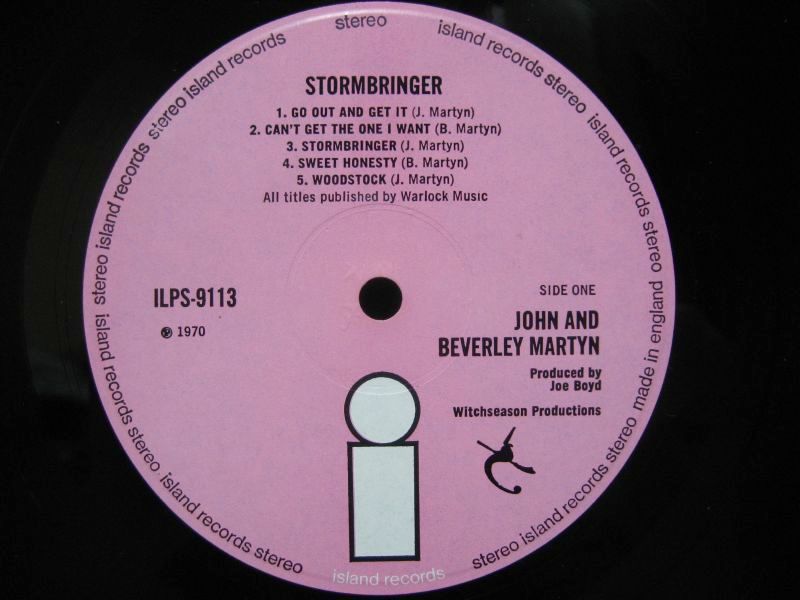 stereo
island records
stereo island records
STORMBRINGER
1. GO OUT AND GET IT (J. Martyn)
2. CAN'T GET THE ONE I WANT (B. Martyn)
3. STORMBRINGER (J. Martyn)
4. SWEET HONESTY (B. Martyn)
5. WOODSTOCK (J. Martyn)
All titles published by Warlock Music
ILPS-9113
℗ 1970
SIDE ONE
JOHN AND
BEVERLEY MARTYN
Produced by
Joe Boyd
Witchseason Productions
stereo island records
island records stereo
island records stereo
island records
stereo island records stereo
made in england
island records stereo
stereo